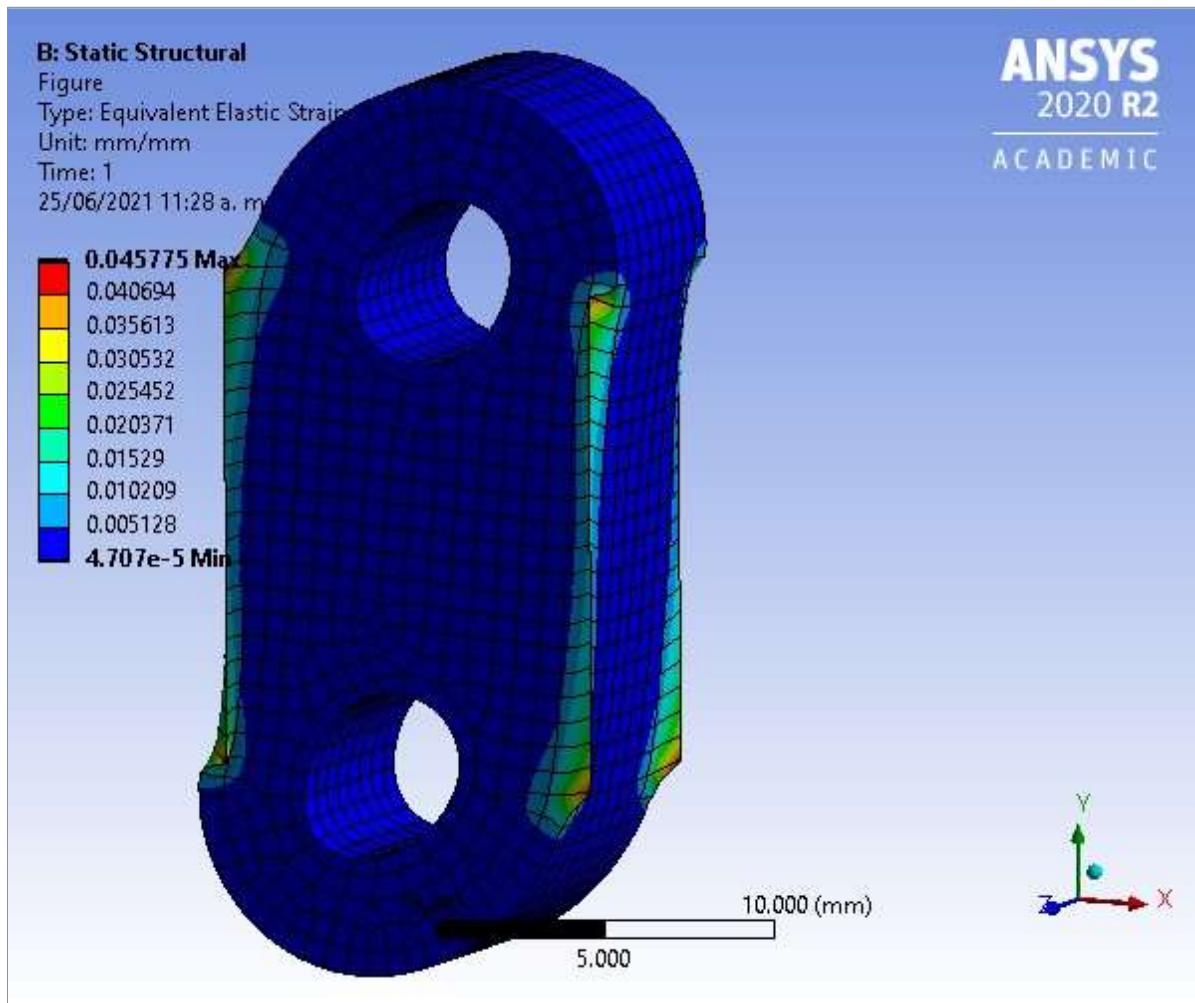 B: Static Structural
Figure
Type: Equivalent Elastic Strain
Unit: mm/mm
Time: 1
25/06/2021 11:28 a. m
0.045775 Max
0.040694
0.035613
0.030532
0.025452
0.020371
0.01529
0.010209
0.005128
4.707e-5 Min
ANSYS
2020 R2
ACADEMIC
10.000 (mm)
5.000
Y
Z
X